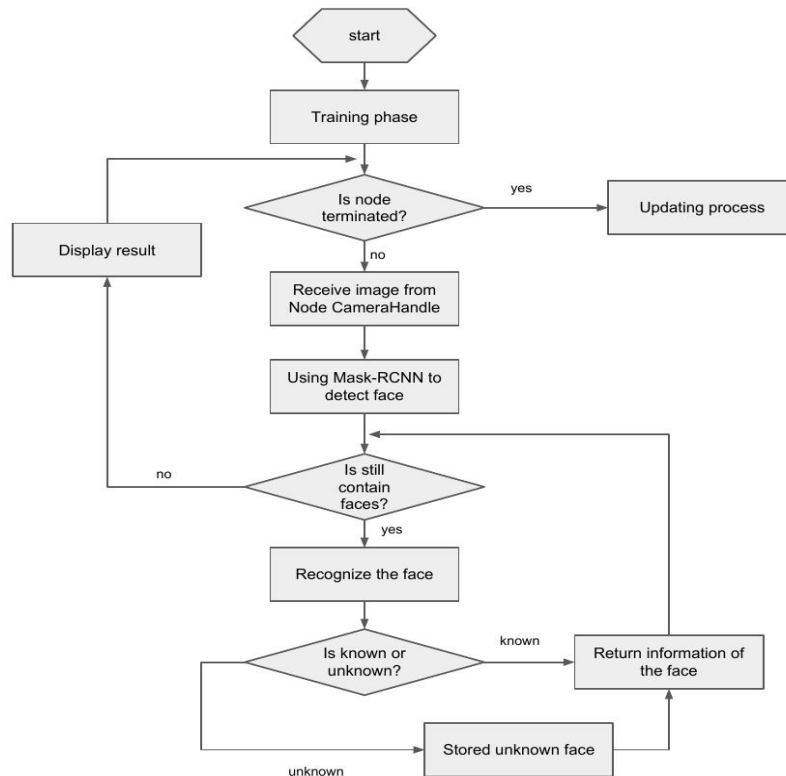 start
Training phase
Is node
terminated?
yes
Updating process
Display result
no
Receive image from
Node CameraHandle
Using Mask-RCNN to
detect face
no
Is still
contain
faces?
yes
Recognize the face
Is known or
unknown?
known
Return information of
the face
Stored unknown face
unknown